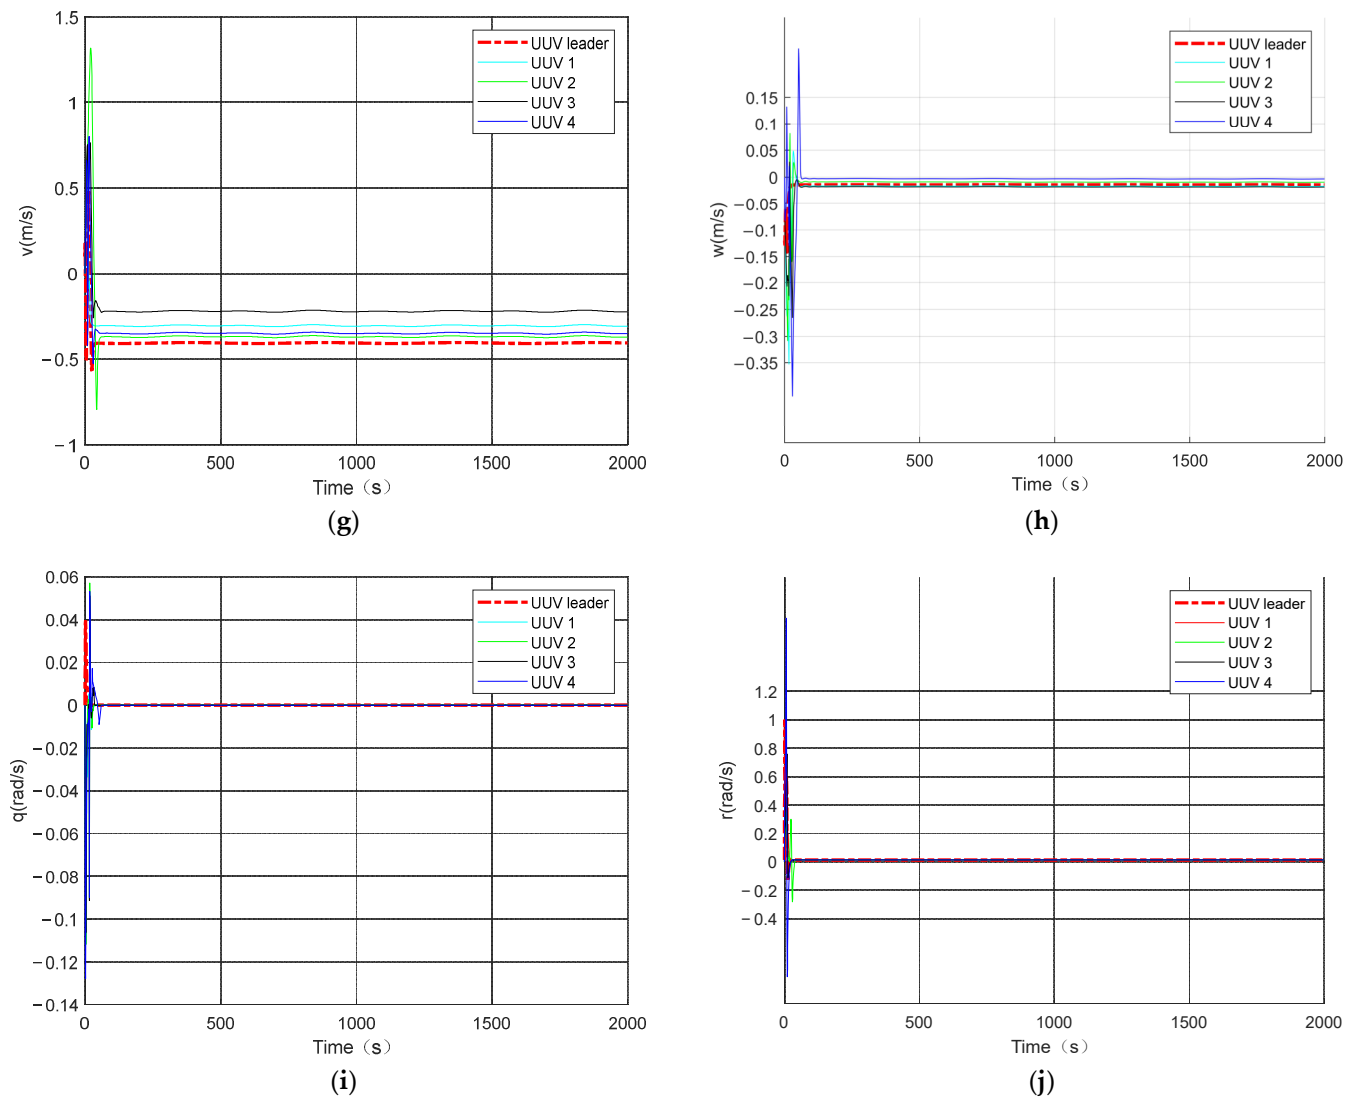 1.5
1
0.5
0
−0.5
−1
v(m/s)
UUV leader
UUV 1
UUV 2
UUV 3
UUV 4
0 500 1000 1500 2000
Time（s）
(g)
0.15
0.1
0.05
0
−0.05
−0.1
−0.15
−0.2
−0.25
−0.3
−0.35
w(m/s)
UUV leader
UUV 1
UUV 2
UUV 3
UUV 4
0 500 1000 1500 2000
Time（s）
(h)
0.06
0.04
0.02
0
−0.02
−0.04
−0.06
−0.08
−0.1
−0.12
−0.14
q(rad/s)
UUV leader
UUV 1
UUV 2
UUV 3
UUV 4
0 500 1000 1500 2000
Time（s）
(i)
1.2
1
0.8
0.6
0.4
0.2
0
−0.2
−0.4
r(rad/s)
UUV leader
UUV 1
UUV 2
UUV 3
UUV 4
0 500 1000 1500 2000
Time（s）
(j)